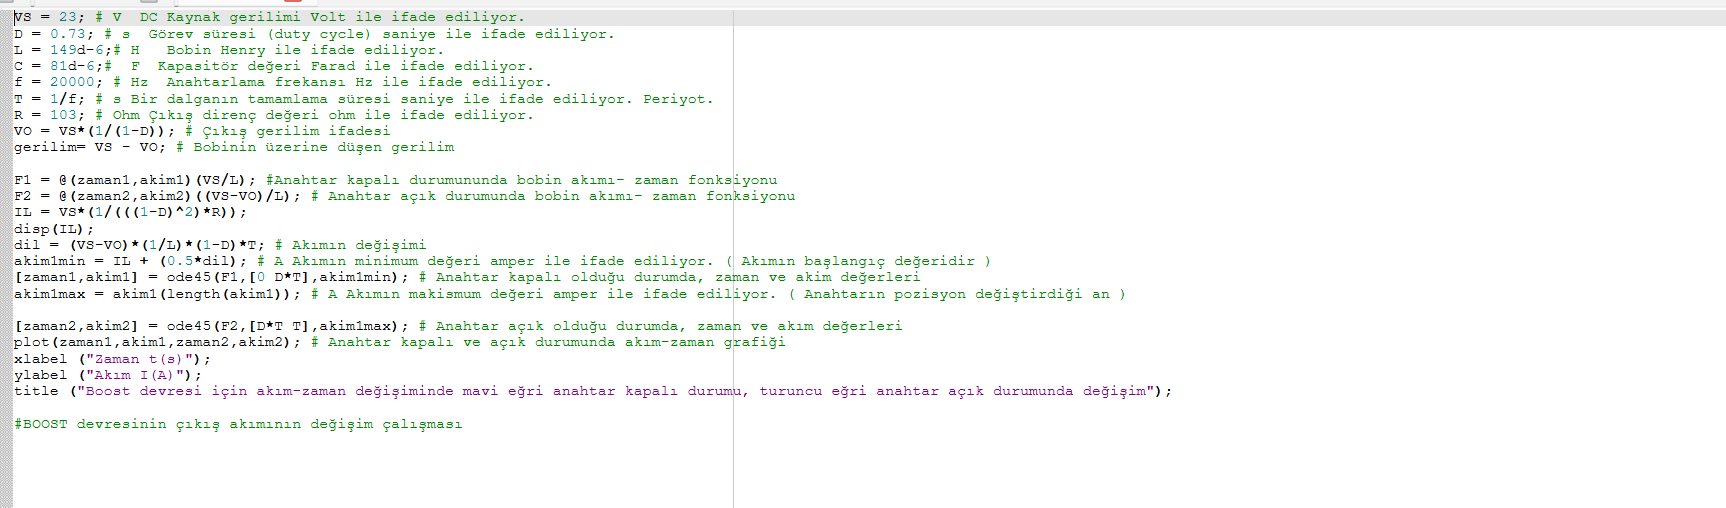 VS = 23; # V  DC Kaynak gerilimi Volt ile ifade ediliyor.
D = 0.73; # s  Görev süresi (duty cycle) saniye ile ifade ediliyor.
L = 149d-6;# H   Bobin Henry ile ifade ediliyor.
C = 81d-6;#  F  Kapasitör değeri Farad ile ifade ediliyor.
f = 20000; # Hz  Anahtarlama frekansı Hz ile ifade ediliyor.
T = 1/f; # s Bir dalganın tamamlama süresi saniye ile ifade ediliyor. Periyot.
R = 103; # Ohm Çıkış direnç değeri ohm ile ifade ediliyor.
VO = VS*(1/(1-D)); # Çıkış gerilim ifadesi
gerilim= VS - VO; # Bobinin üzerine düşen gerilim
F1 = @(zaman1,akim1)(VS/L); #Anahtar kapalı durumununda bobin akımı- zaman fonksiyonu
F2 = @(zaman2,akim2)((VS-VO)/L); # Anahtar açık durumunda bobin akımı- zaman fonksiyonu
IL = VS*(1/(((1-D)^2)*R));
disp(IL);
dil = (VS-VO)*(1/L)*(1-D)*T; # Akımın değişimi
akim1min = IL + (0.5*dil); # A Akımın minimum değeri amper ile ifade ediliyor. ( Akımın başlangıç değeridir )
[zaman1,akim1] = ode45(F1,[0 D*T],akim1min); # Anahtar kapalı olduğu durumda, zaman ve akim değerleri
akim1max = akim1(length(akim1)); # A Akımın makismum değeri amper ile ifade ediliyor. ( Anahtarın pozisyon değiştirdiği an )
[zaman2,akim2] = ode45(F2,[D*T T],akim1max); # Anahtar açık olduğu durumda, zaman ve akım değerleri
plot(zaman1,akim1,zaman2,akim2); # Anahtar kapalı ve açık durumunda akım-zaman grafiği
xlabel ("Zaman t(s)");
ylabel ("Akım I(A)");
title ("Boost devresi için akım-zaman değişiminde mavi eğri anahtar kapalı durumu, turuncu eğri anahtar açık durumunda değişim");
#BOOST devresinin çıkış akımının değişim çalışması